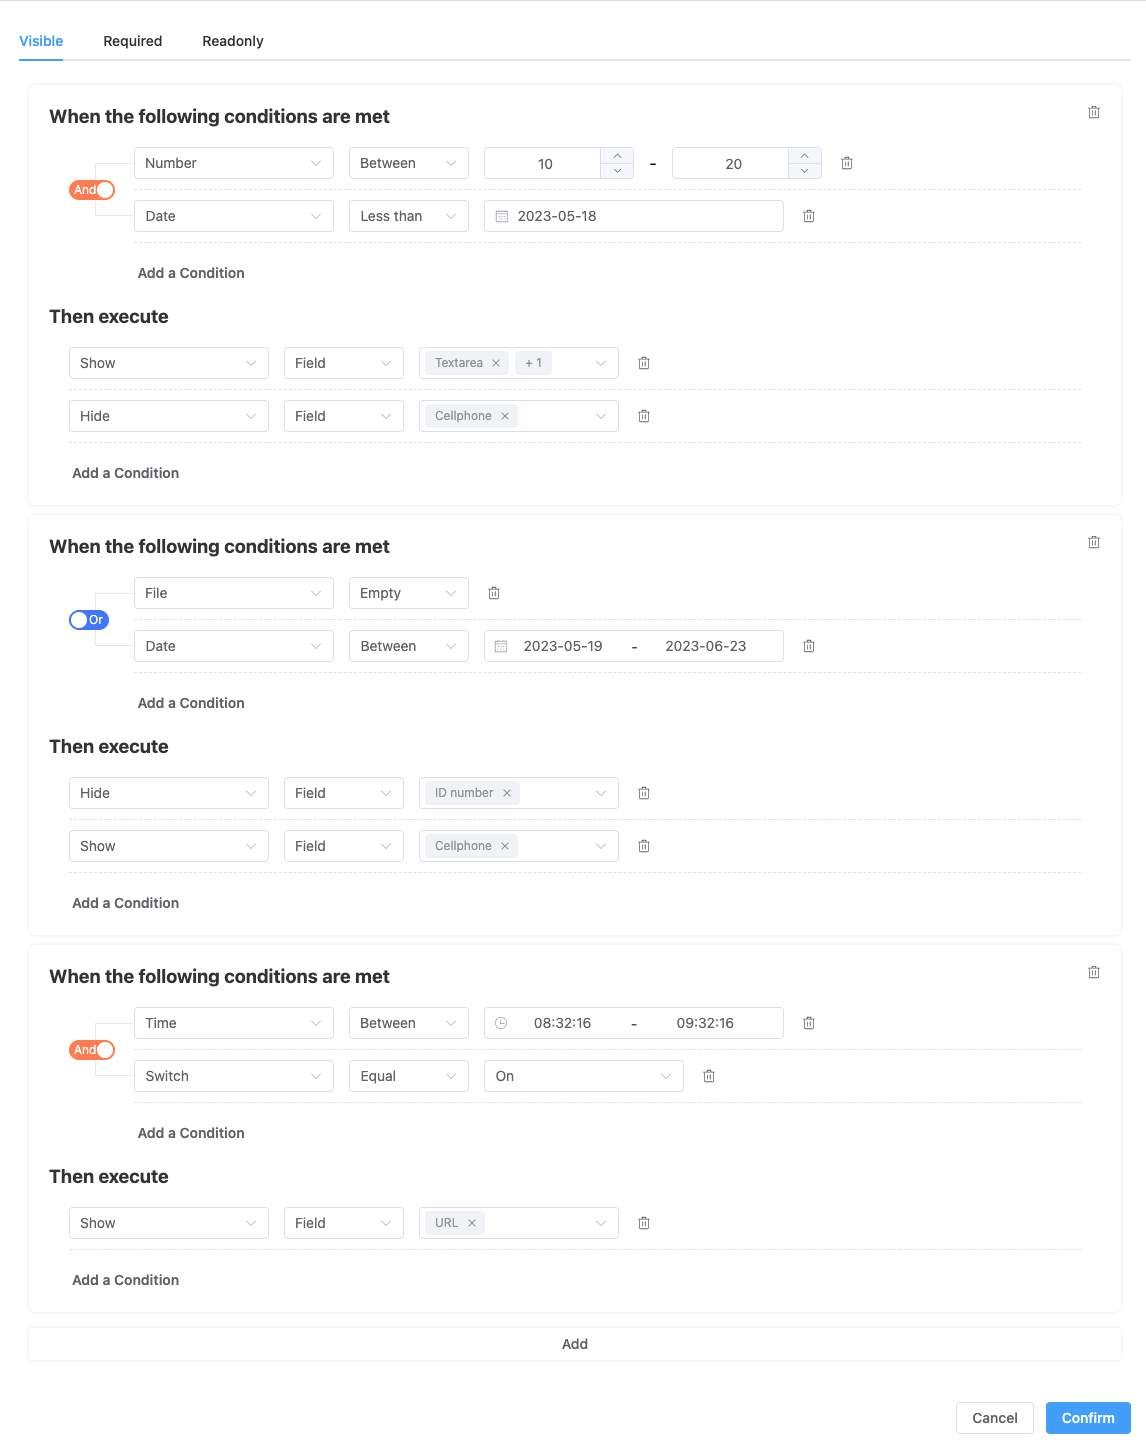 Visible Required Readonly
When the following conditions are met
Number Between 10 - 20
And
Date Less than 2023-05-18
Add a Condition
Then execute
Show Field Textarea × + 1
Hide Field Cellphone ×
Add a Condition
When the following conditions are met
File Empty
Or
Date Between 2023-05-19 - 2023-06-23
Add a Condition
Then execute
Hide Field ID number ×
Show Field Cellphone ×
Add a Condition
When the following conditions are met
Time Between 08:32:16 - 09:32:16
And
Switch Equal On
Add a Condition
Then execute
Show Field URL ×
Add a Condition
Add
Cancel Confirm